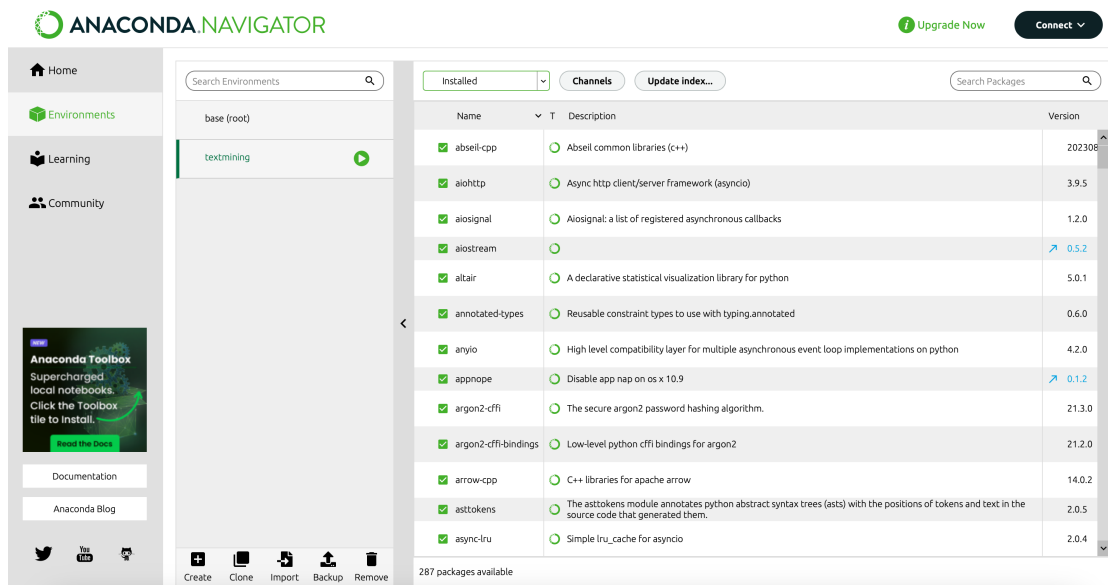 ANACONDA.NAVIGATOR
Upgrade Now
Connect
Home
Environments
Learning
Community
NEW
Anaconda Toolbox
Supercharged
local notebooks.
Click the Toolbox
tile to Install.
Read the Docs
Documentation
Anaconda Blog
You
Tube
Search Environments
base (root)
textmining
Create Clone Import Backup Remove
Installed Channels Update index... Search Packages
Name T Description Version
abseil-cpp Abseil common libraries (c++) 202308
aiohttp Async http client/server framework (asyncio) 3.9.5
aiosignal Aiosignal: a list of registered asynchronous callbacks 1.2.0
aiostream 0.5.2
altair A declarative statistical visualization library for python 5.0.1
annotated-types Reusable constraint types to use with typing.annotated 0.6.0
anyio High level compatibility layer for multiple asynchronous event loop implementations on python 4.2.0
appnope Disable app nap on os x 10.9 0.1.2
argon2-cffi The secure argon2 password hashing algorithm. 21.3.0
argon2-cffi-bindings Low-level python cffi bindings for argon2 21.2.0
arrow-cpp C++ libraries for apache arrow 14.0.2
asttokens The asttokens module annotates python abstract syntax trees (asts) with the positions of tokens and text in the
source code that generated them. 2.0.5
async-lru Simple lru_cache for asyncio 2.0.4
287 packages available